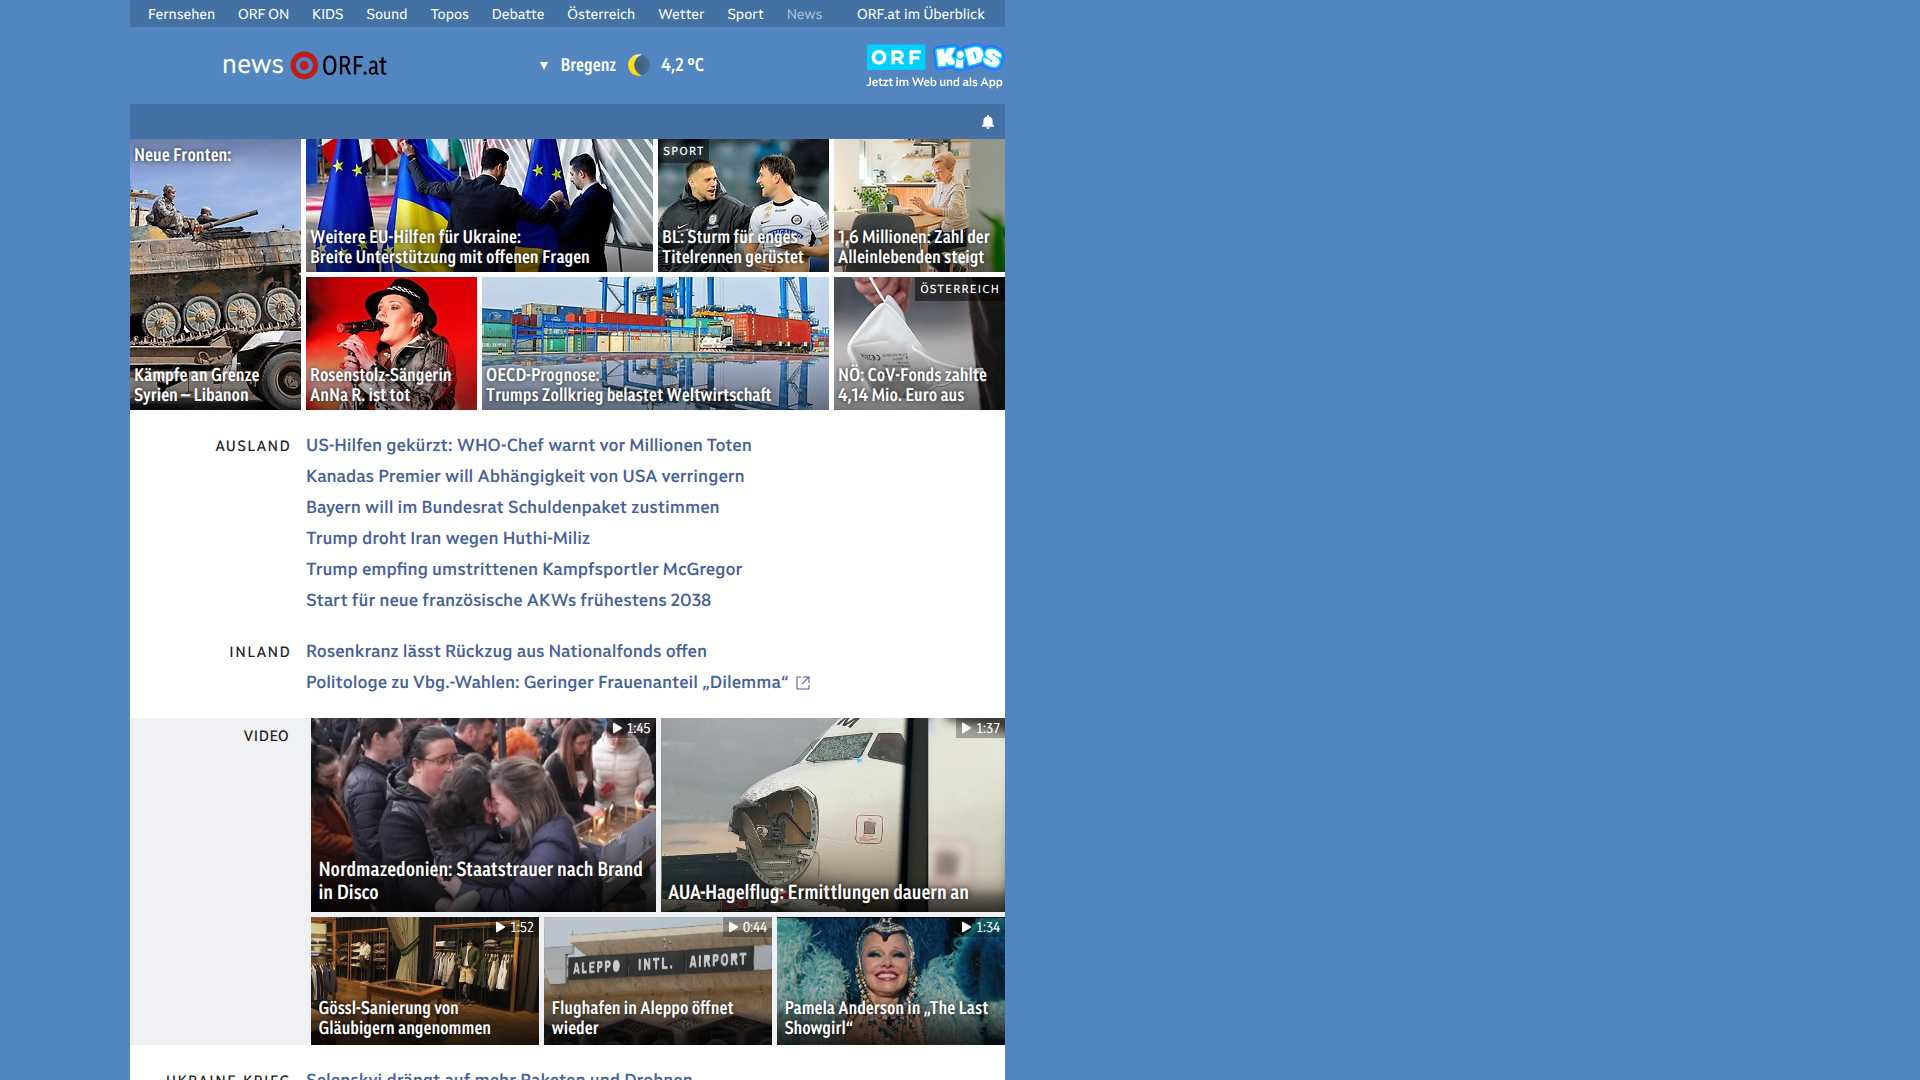 Fernsehen ORF ON KIDS Sound Topos Debatte Österreich Wetter Sport News ORF.at im Überblick
news ORF.at
▼ Bregenz 4,2 °C
ORF KiDS
Jetzt im Web und als App
Neue Fronten:
Kämpfe an Grenze
Syrien – Libanon
Weitere EU-Hilfen für Ukraine:
Breite Unterstützung mit offenen Fragen
SPORT
BL: Sturm für enges
Titelrennen gerüstet
1,6 Millionen: Zahl der
Alleinlebenden steigt
Rosenstolz-Sängerin
AnNa R. ist tot
OECD-Prognose:
Trumps Zollkrieg belastet Weltwirtschaft
ÖSTERREICH
NÖ: CoV-Fonds zahlte
4,14 Mio. Euro aus
AUSLAND
US-Hilfen gekürzt: WHO-Chef warnt vor Millionen Toten
Kanadas Premier will Abhängigkeit von USA verringern
Bayern will im Bundesrat Schuldenpaket zustimmen
Trump droht Iran wegen Huthi-Miliz
Trump empfing umstrittenen Kampfsportler McGregor
Start für neue französische AKWs frühestens 2038
INLAND
Rosenkranz lässt Rückzug aus Nationalfonds offen
Politologe zu Vbg.-Wahlen: Geringer Frauenanteil „Dilemma“
VIDEO
1:45
Nordmazedonien: Staatstrauer nach Brand
in Disco
1:37
AUA-Hagelflug: Ermittlungen dauern an
1:52
Gössl-Sanierung von
Gläubigern angenommen
0:44
ALEPPO INTL. AIRPORT
Flughafen in Aleppo öffnet
wieder
1:34
Pamela Anderson in „The Last
Showgirl“
UKRAINE-KRIEG
Selenskyj drängt auf mehr Raketen und Drohnen